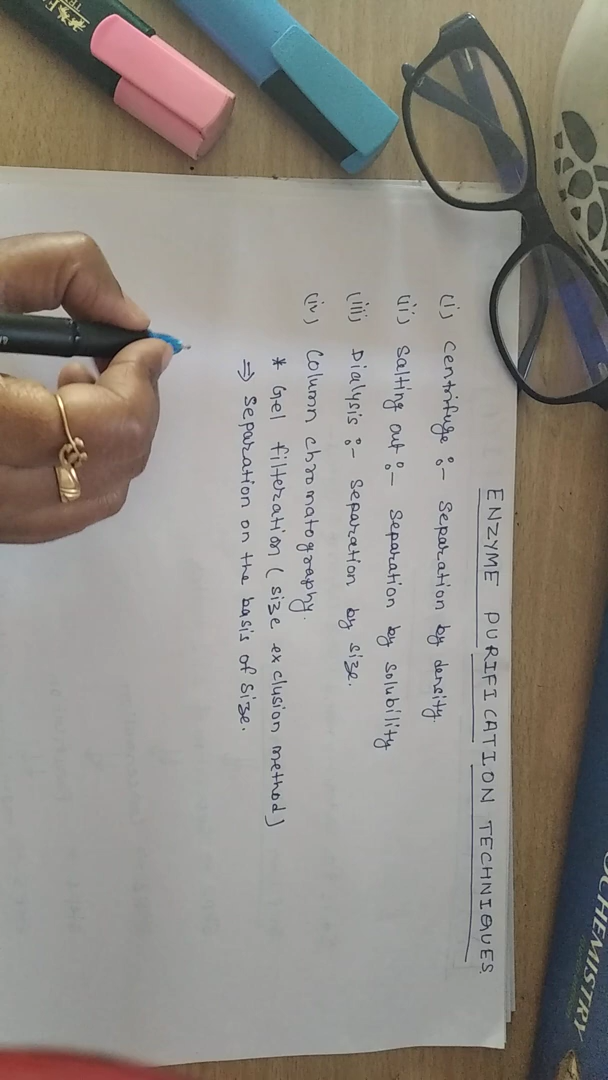 ENZYME PURIFICATION TECHNIQUES
(i) Centrifuge :- Separation by density.
(ii) Salting out :- Separation by solubility
(iii) Dialysis :- Separation by size.
(iv) Column chromatography.
* Gel filteration (size exclusion method)
⇒ Separation on the basis of size.
OCHEMISTRY